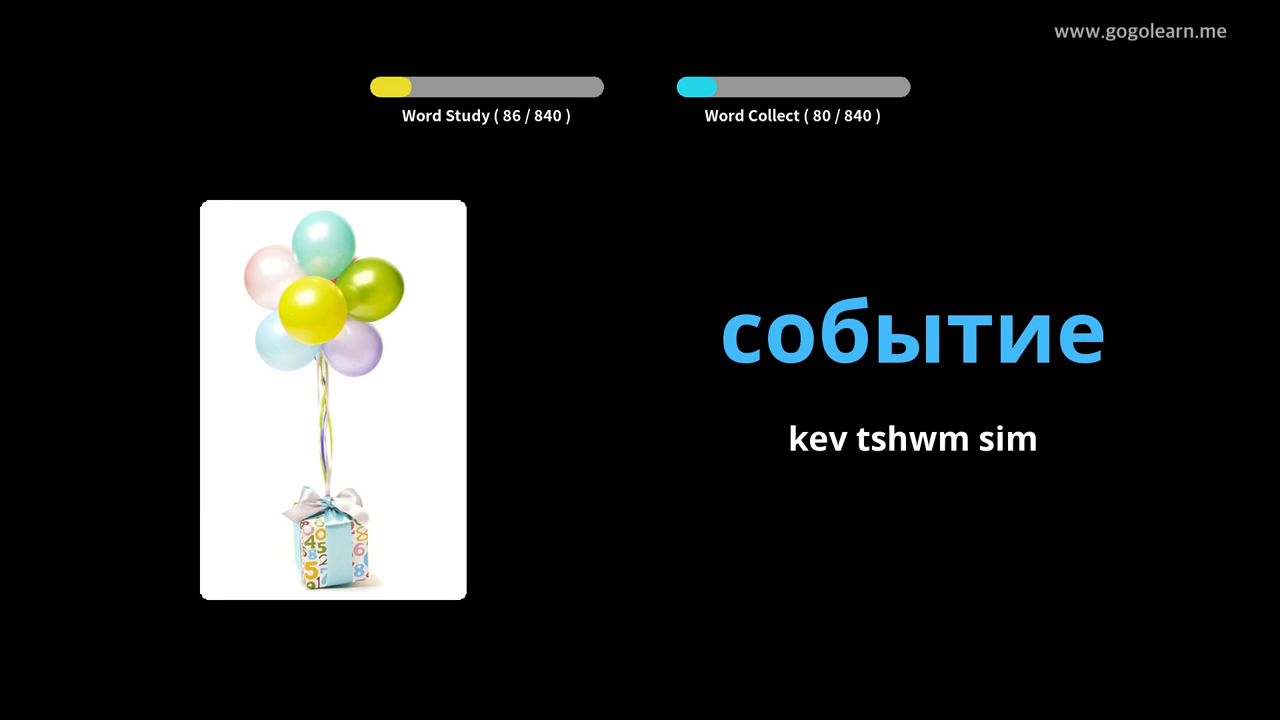 www.gogolearn.me
Word Study ( 86 / 840 )
Word Collect ( 80 / 840 )
событие
kev tshwm sim